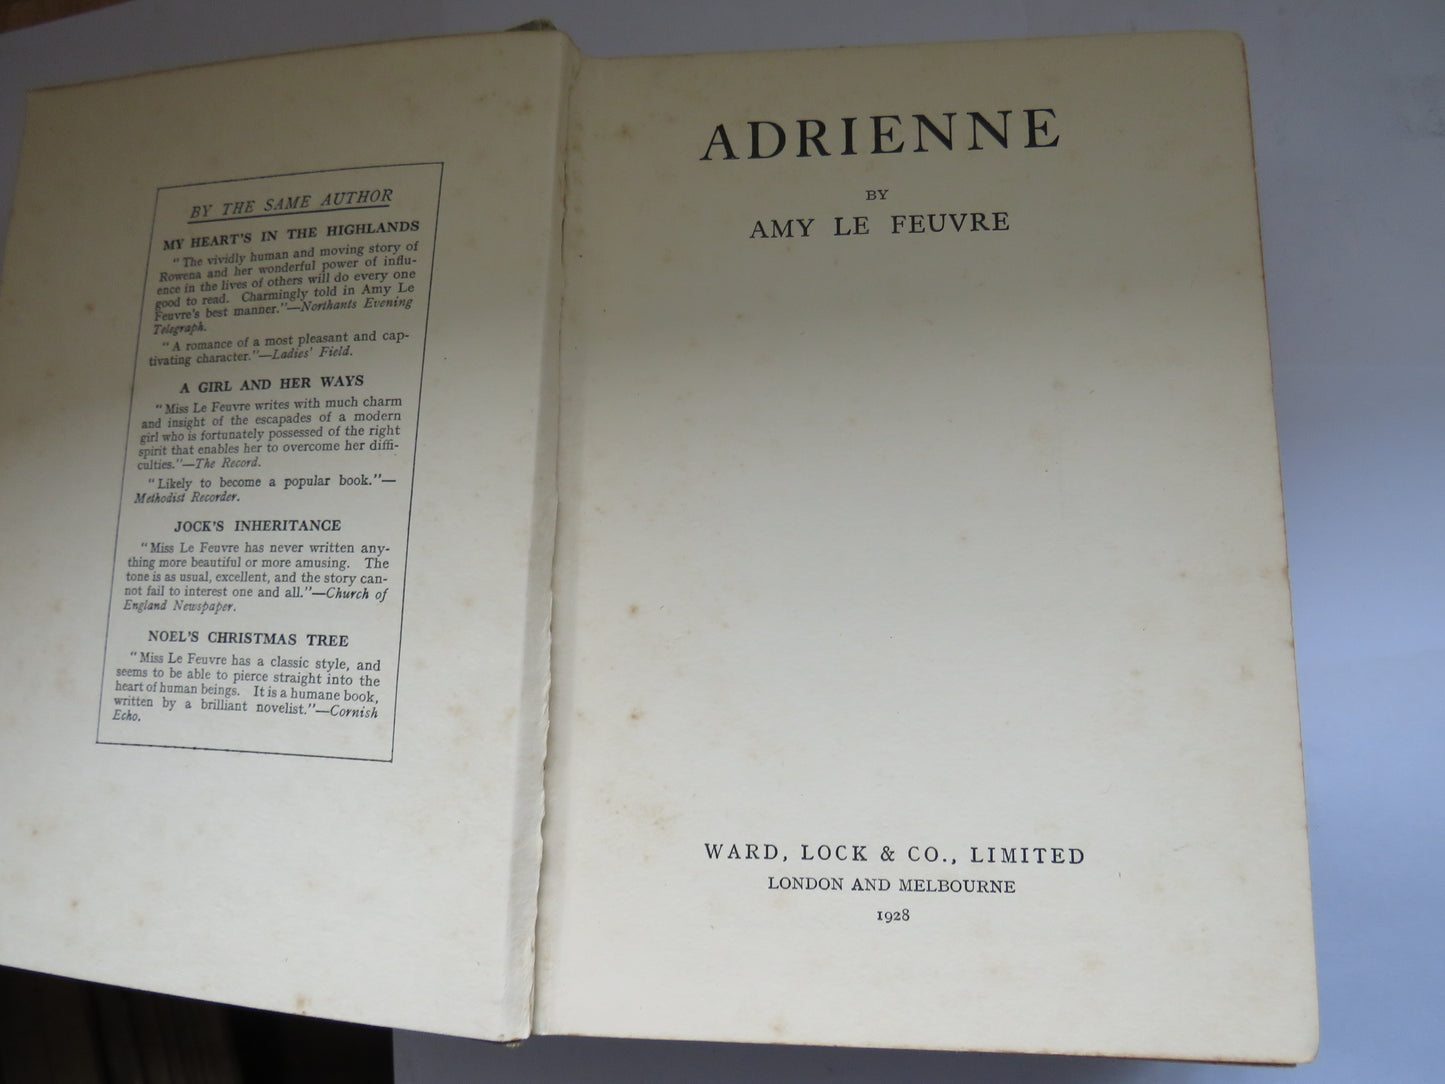 BY THE SAME AUTHOR
MY HEART'S IN THE HIGHLANDS
"The vividly human and moving story of
Rowena and her wonderful power of influ-
ence in the lives of others will do every one
good to read. Charmingly told in Amy Le
Feuvre's best manner."—Northants Evening
Telegraph.
"A romance of a most pleasant and cap-
tivating character."—Ladies' Field.
A GIRL AND HER WAYS
"Miss Le Feuvre writes with much charm
and insight of the escapades of a modern
girl who is fortunately possessed of the right
spirit that enables her to overcome her diffi-
culties."—The Record.
"Likely to become a popular book."—
Methodist Recorder.
JOCK'S INHERITANCE
"Miss Le Feuvre has never written any-
thing more beautiful or more amusing. The
tone is as usual, excellent, and the story can-
not fail to interest one and all."—Church of
England Newspaper.
NOEL'S CHRISTMAS TREE
"Miss Le Feuvre has a classic style, and
seems to be able to pierce straight into the
heart of human beings. It is a humane book,
written by a brilliant novelist."—Cornish
Echo.
ADRIENNE
BY
AMY LE FEUVRE
WARD, LOCK & CO., LIMITED
LONDON AND MELBOURNE
1928